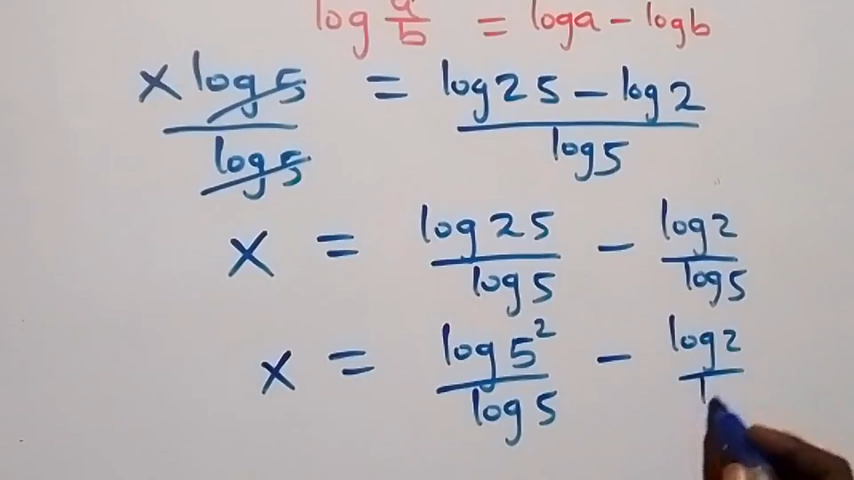 log a/b = log a - log b
x log 5 / log 5 = (log 25 - log 2) / log 5
x = log 25 / log 5 - log 2 / log 5
x = log 5² / log 5 - log 2 / l